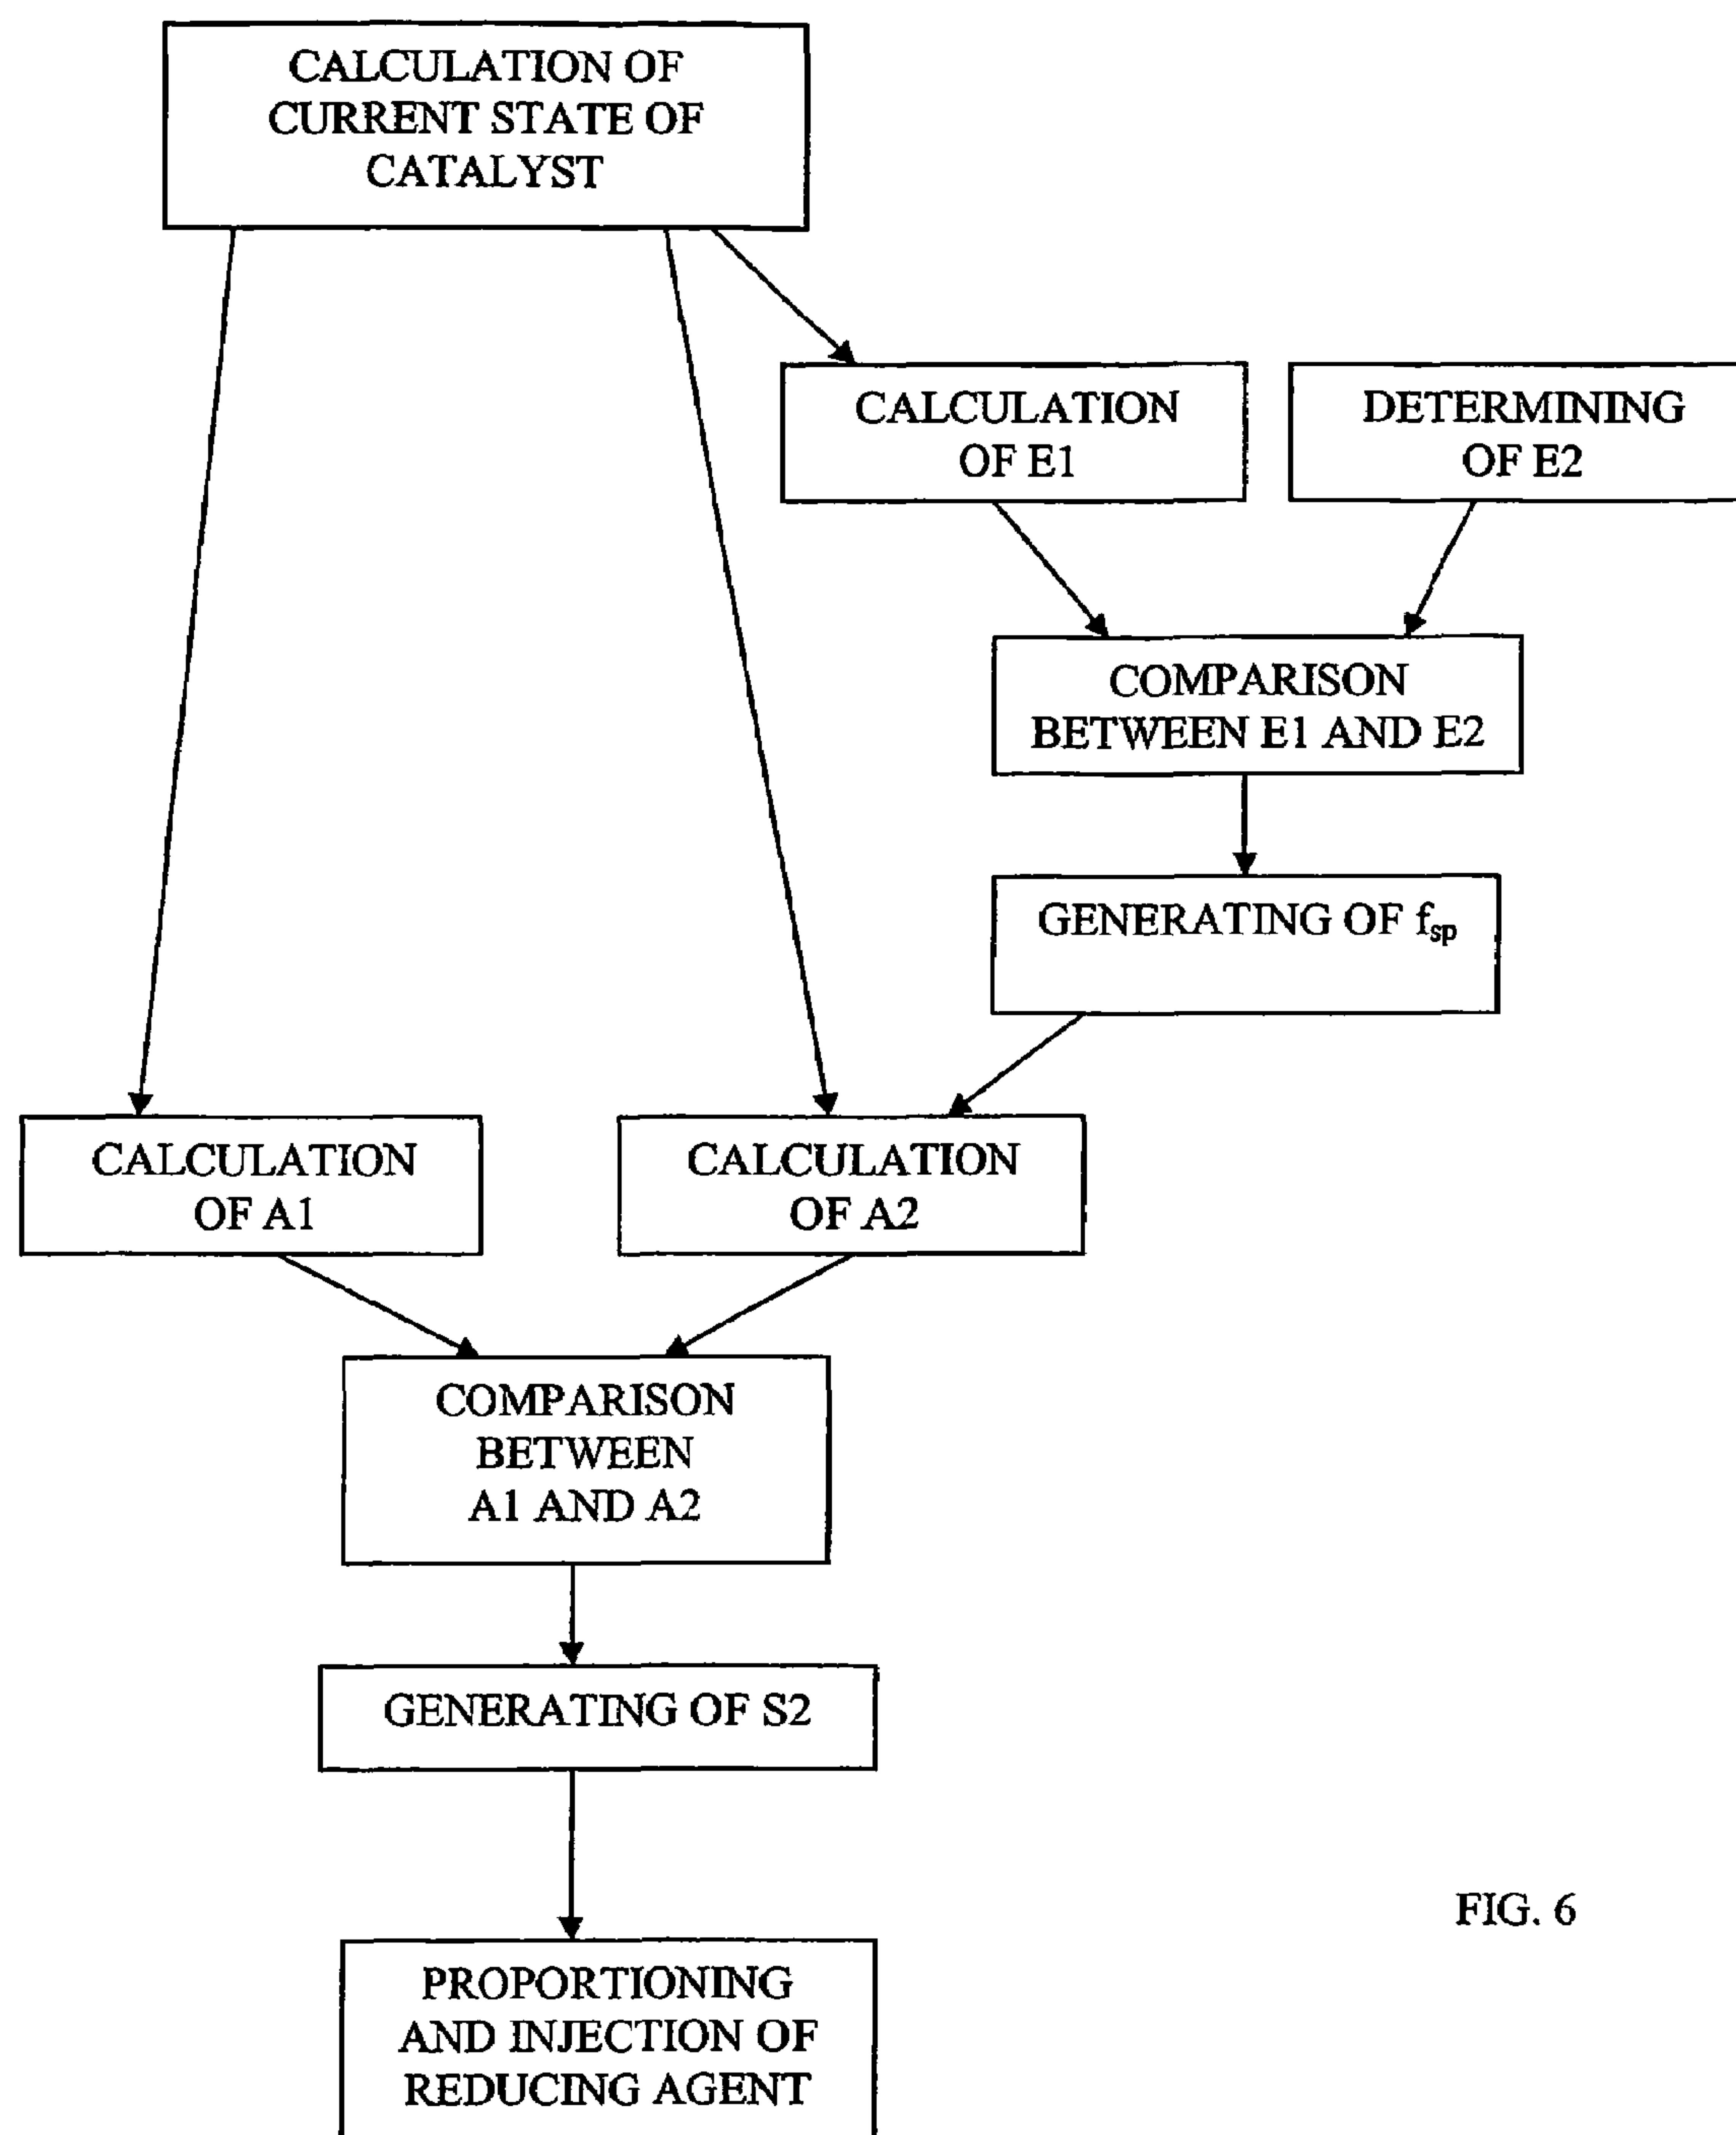 CALCULATION OF
CURRENT STATE OF
CATALYST
CALCULATION
OF E1
DETERMINING
OF E2
COMPARISON
BETWEEN E1 AND E2
GENERATING OF fsp
CALCULATION
OF A1
CALCULATION
OF A2
COMPARISON
BETWEEN
A1 AND A2
GENERATING OF S2
PROPORTIONING
AND INJECTION OF
REDUCING AGENT
FIG. 6